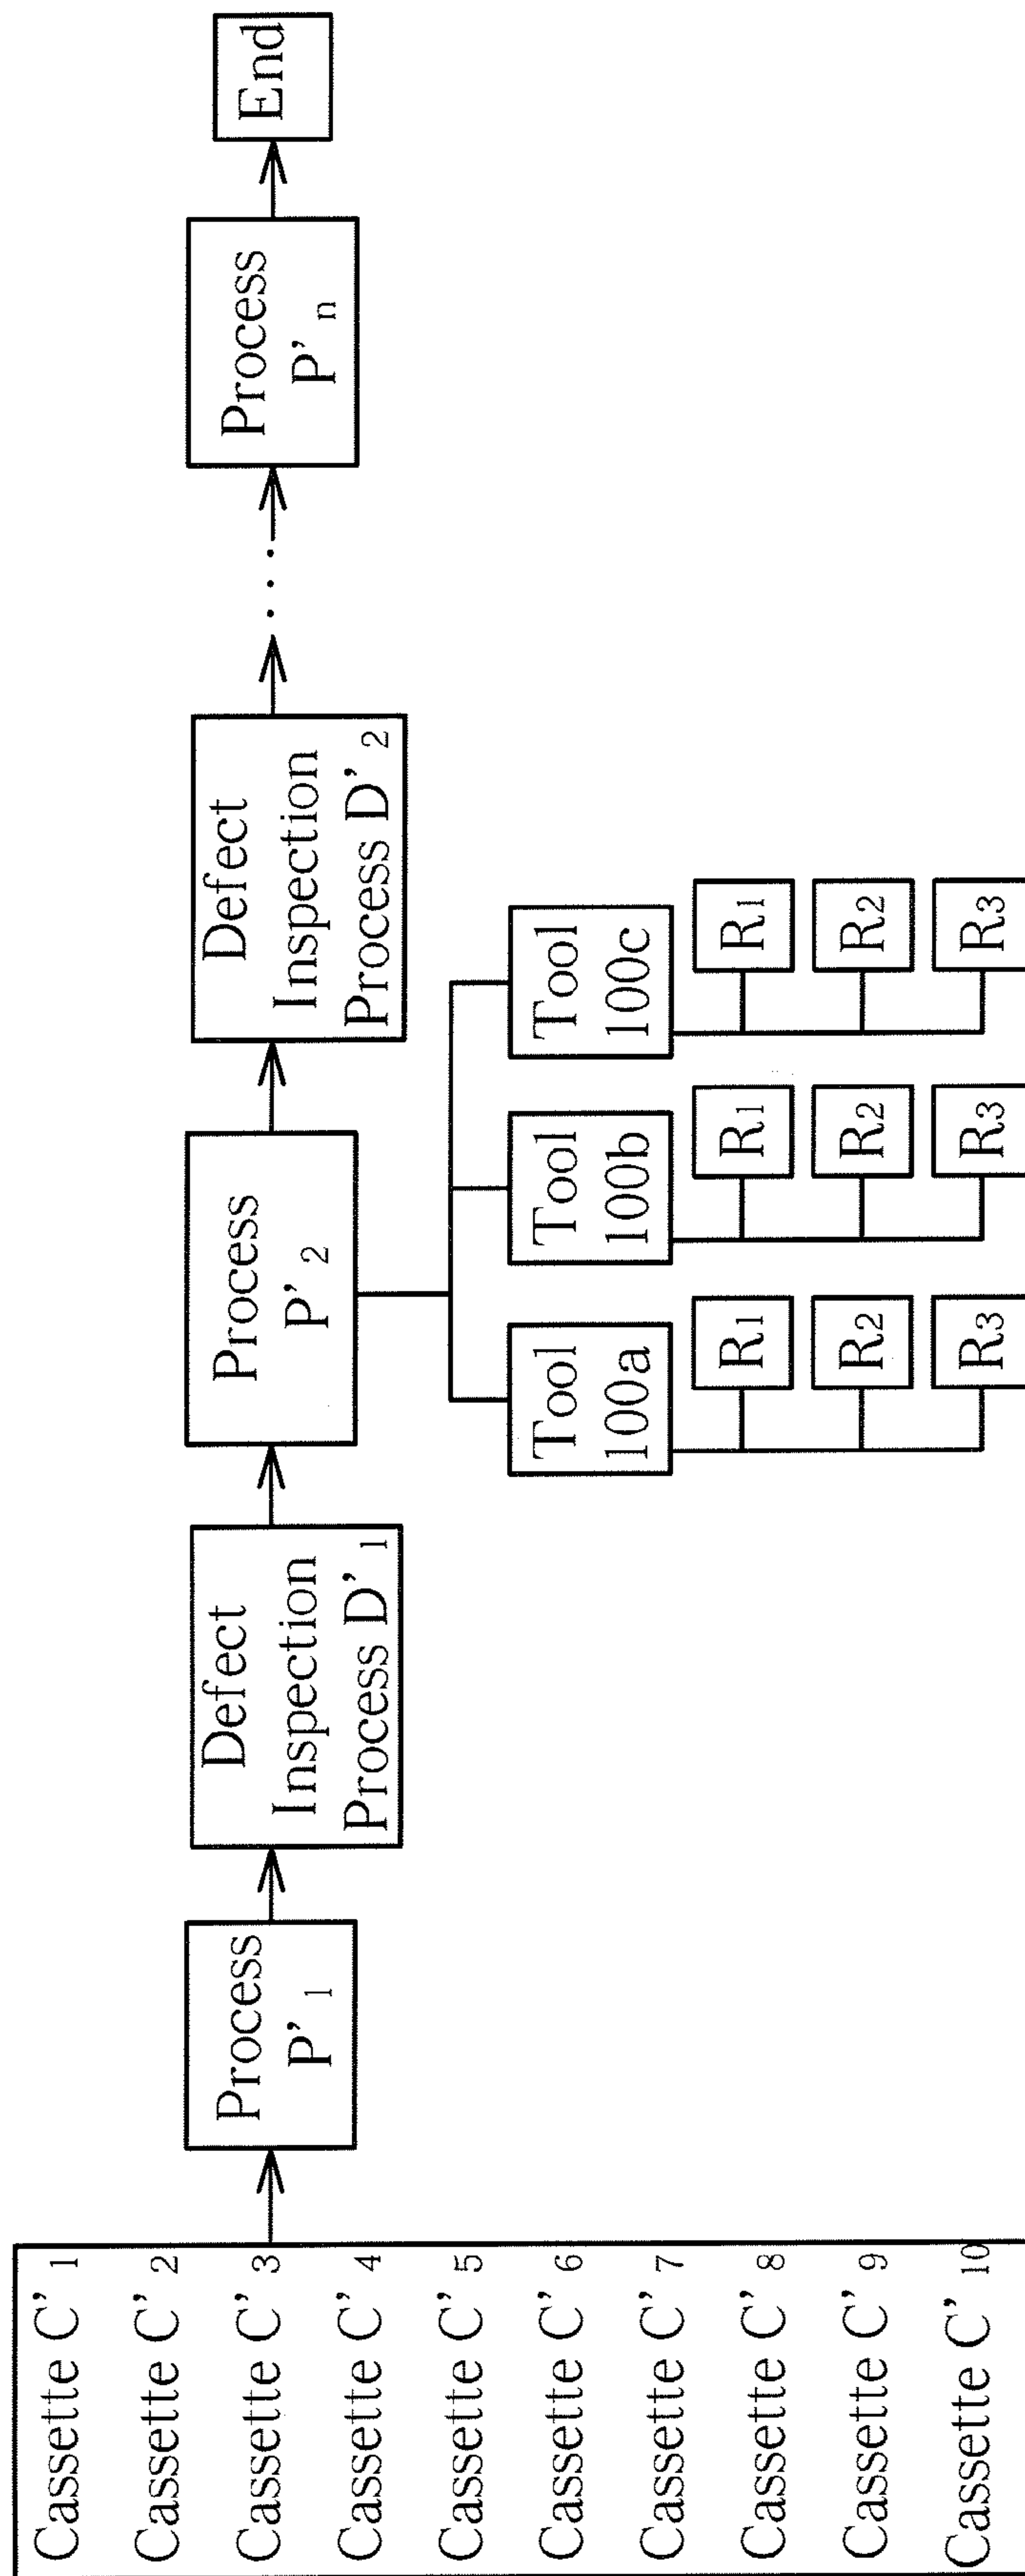 Cassette C' 1
Cassette C' 2
Cassette C' 3
Cassette C' 4
Cassette C' 5
Cassette C' 6
Cassette C' 7
Cassette C' 8
Cassette C' 9
Cassette C' 10
Process
P' 1
Defect
Inspection
Process D' 1
Process
P' 2
Defect
Inspection
Process D' 2
...
Process
P' n
End
Tool
100a
R1
R2
R3
Tool
100b
R1
R2
R3
Tool
100c
R1
R2
R3